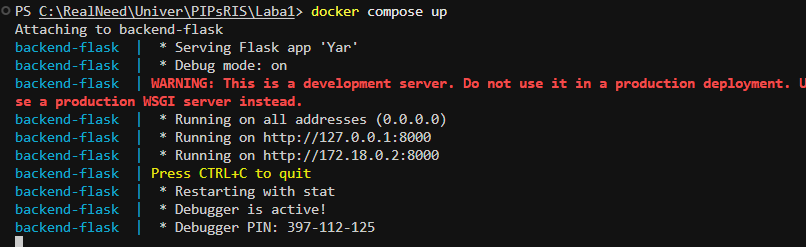 PS C:\RealNeed\Univer\PIPsRIS\Laba1> docker compose up
Attaching to backend-flask
backend-flask  |  * Serving Flask app 'Yar'
backend-flask  |  * Debug mode: on
backend-flask  | WARNING: This is a development server. Do not use it in a production deployment. U
se a production WSGI server instead.
backend-flask  |  * Running on all addresses (0.0.0.0)
backend-flask  |  * Running on http://127.0.0.1:8000
backend-flask  |  * Running on http://172.18.0.2:8000
backend-flask  | Press CTRL+C to quit
backend-flask  |  * Restarting with stat
backend-flask  |  * Debugger is active!
backend-flask  |  * Debugger PIN: 397-112-125